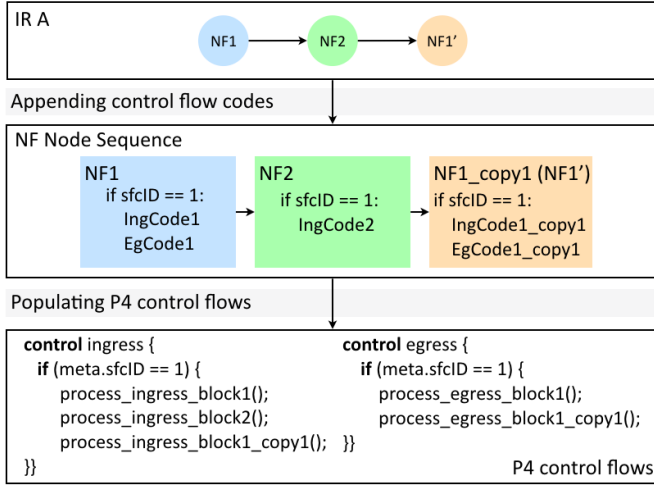 IR A
NF1
NF2
NF1'
Appending control flow codes
NF Node Sequence
NF1
if sfcID == 1:
IngCode1
EgCode1
NF2
if sfcID == 1:
IngCode2
NF1_copy1 (NF1')
if sfcID == 1:
IngCode1_copy1
EgCode1_copy1
Populating P4 control flows
control ingress {
if (meta.sfcID == 1) {
process_ingress_block1();
process_ingress_block2();
process_ingress_block1_copy1();
}}
control egress {
if (meta.sfcID == 1) {
process_egress_block1();
process_egress_block1_copy1();
}}
P4 control flows